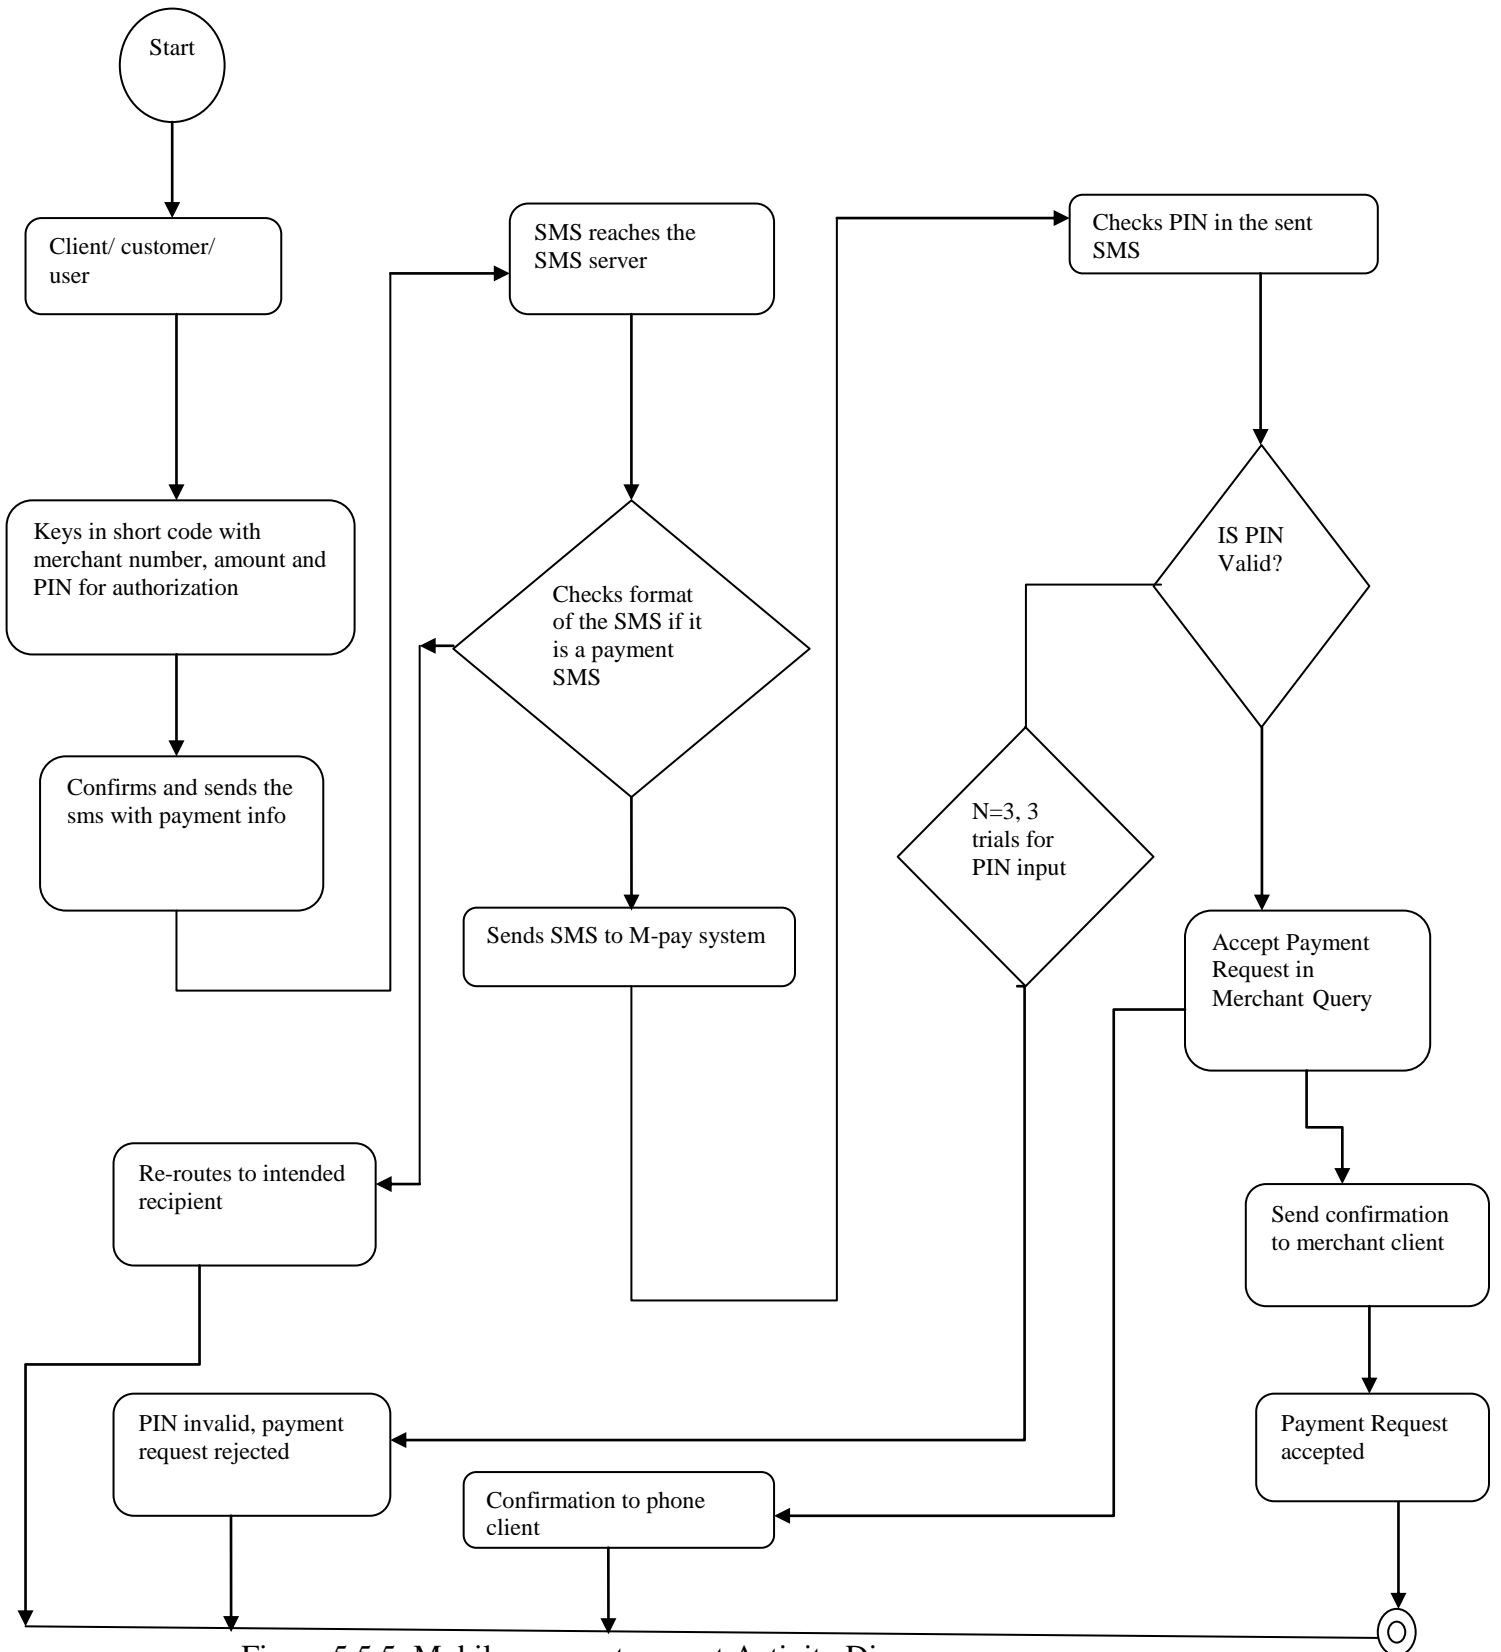 Start
Client/ customer/
user
Keys in short code with
merchant number, amount and
PIN for authorization
Confirms and sends the
sms with payment info
SMS reaches the
SMS server
Checks format
of the SMS if it
is a payment
SMS
Sends SMS to M-pay system
Re-routes to intended
recipient
Checks PIN in the sent
SMS
IS PIN
Valid?
N=3, 3
trials for
PIN input
Accept Payment
Request in
Merchant Query
Send confirmation
to merchant client
Payment Request
accepted
PIN invalid, payment
request rejected
Confirmation to phone
client